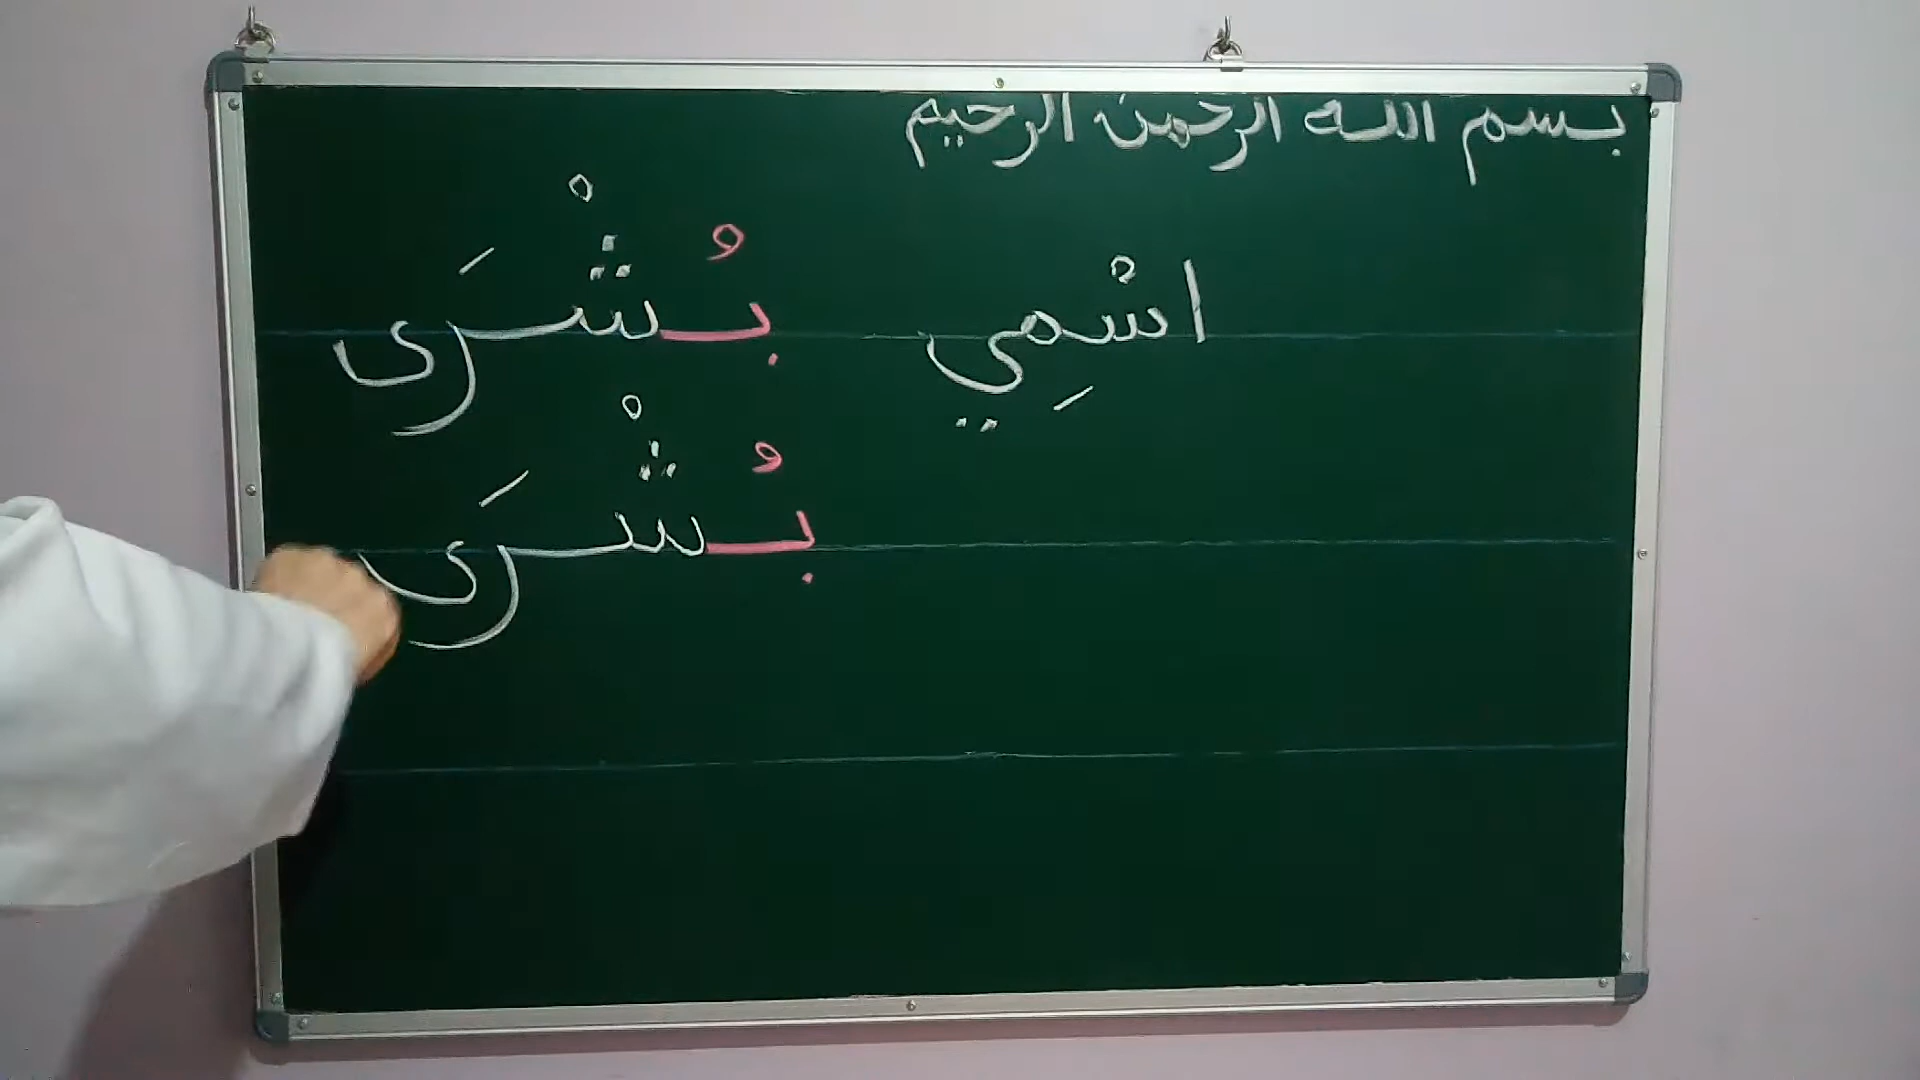 بسم الله الرحمن الرحيم
اسْمِي بُشْرَى
بُشْرَى